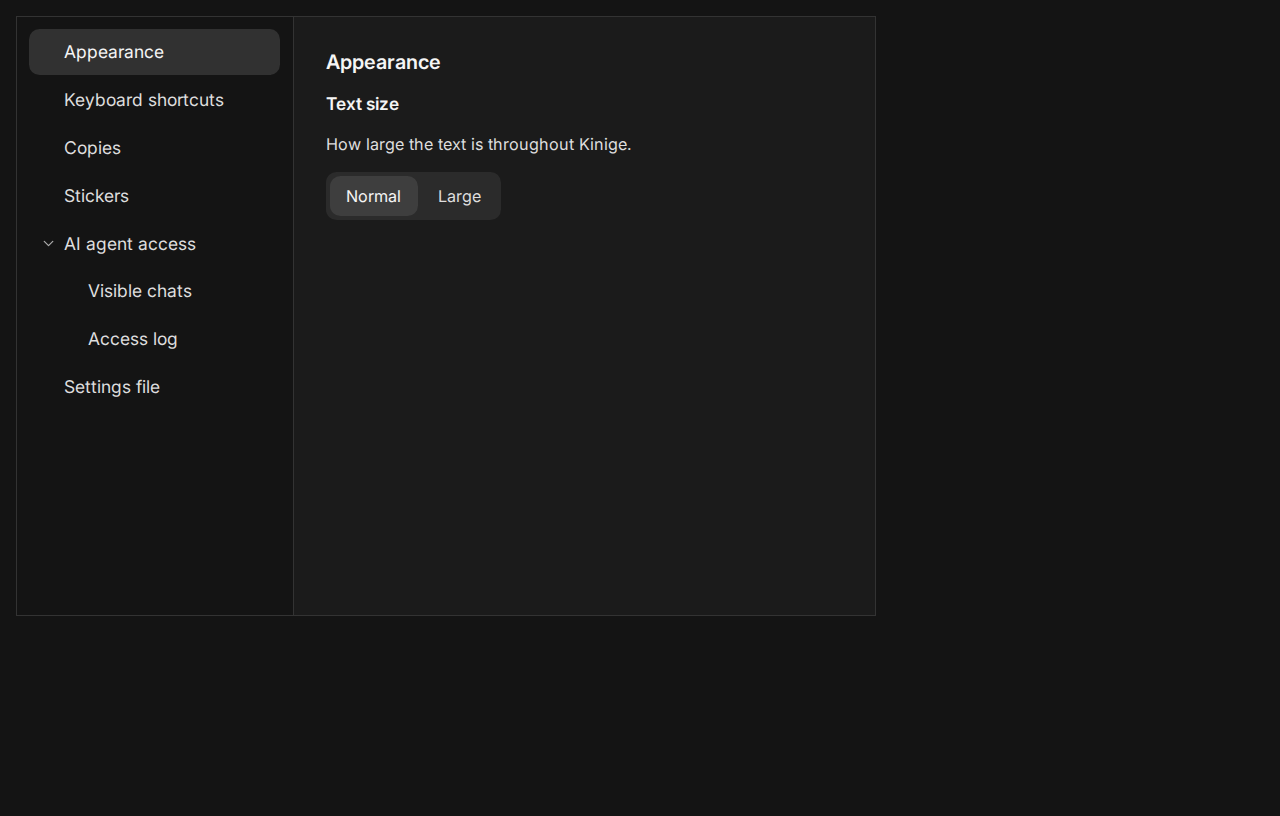 Appearance
Keyboard shortcuts
Copies
Stickers
AI agent access
Visible chats
Access log
Settings file
Appearance
Text size
How large the text is throughout Kinige.
Normal
Large